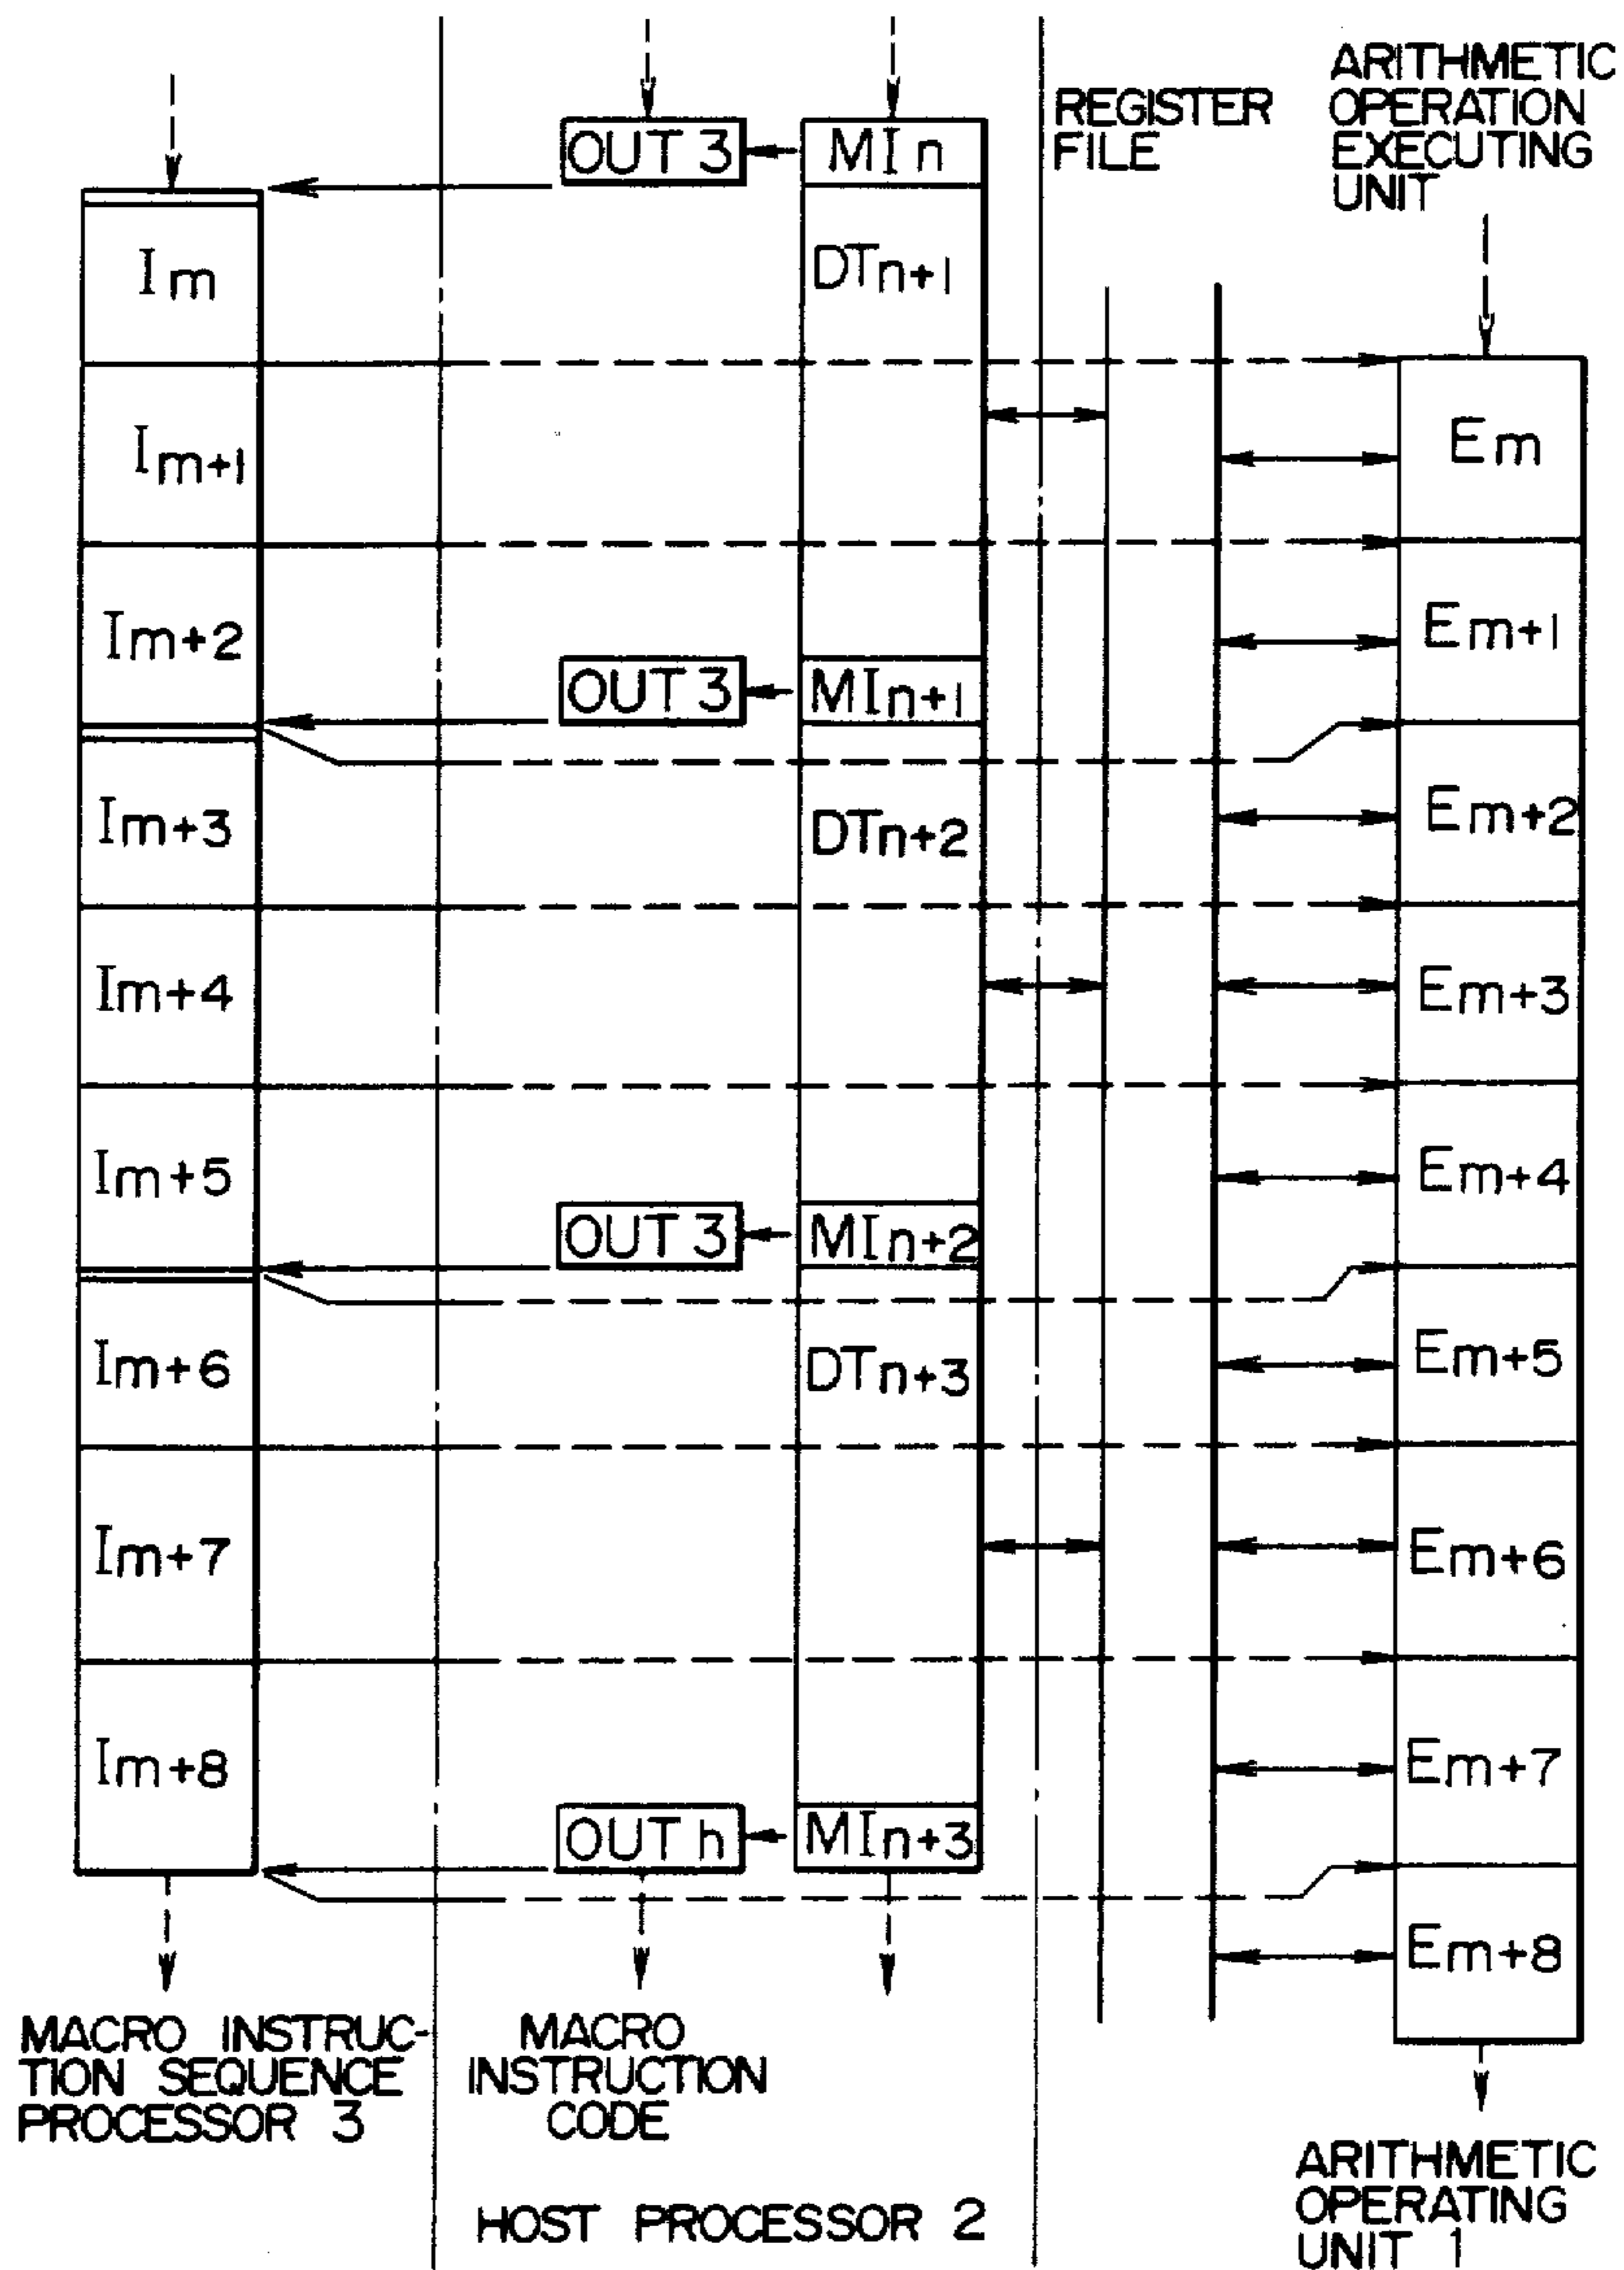 ARITHMETIC
OPERATION
EXECUTING
UNIT
REGISTER
FILE
OUT 3
MIn
Im
DTn+1
Im+1
Em
Im+2
Em+1
OUT 3
MIn+1
Im+3
DTn+2
Em+2
Im+4
Em+3
Im+5
Em+4
OUT 3
MIn+2
Im+6
DTn+3
Em+5
Im+7
Em+6
Im+8
Em+7
OUT h
MIn+3
Em+8
MACRO INSTRUC-
TION SEQUENCE
PROCESSOR 3
MACRO
INSTRUCTION
CODE
HOST PROCESSOR 2
ARITHMETIC
OPERATING
UNIT 1